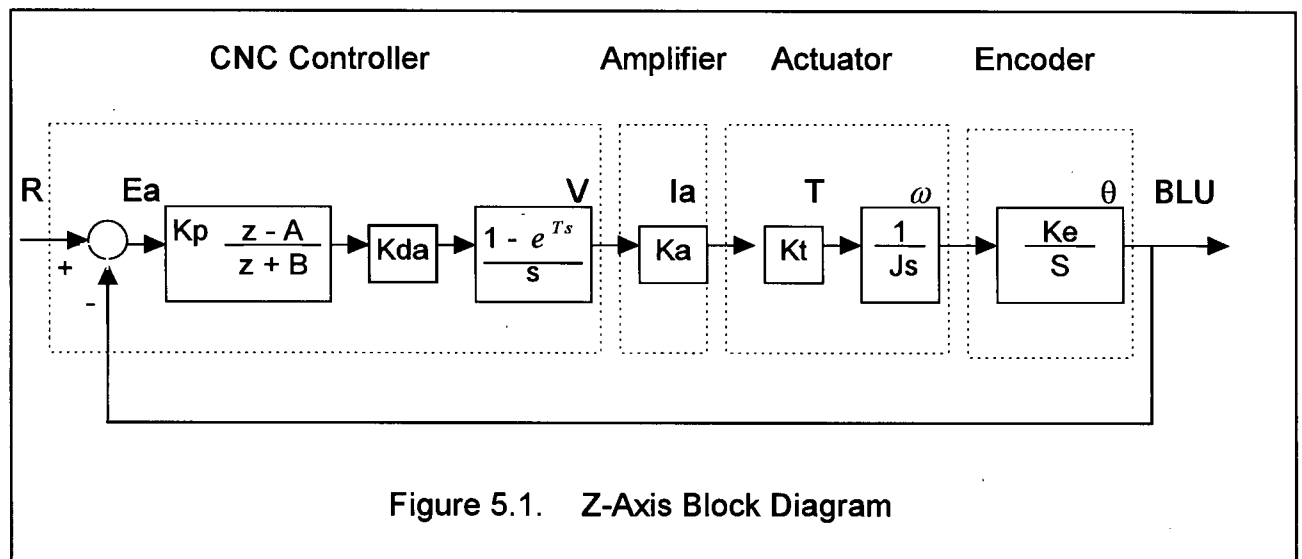 CNC Controller Amplifier Actuator Encoder
R Ea V Ia T ω θ BLU
Kp z - A / z + B
Kda
1 - e^Ts / s
Ka
Kt
1 / Js
Ke / S
+
-
Figure 5.1. Z-Axis Block Diagram